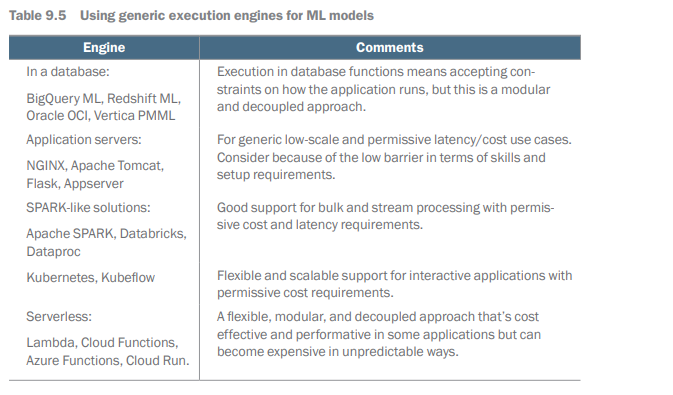 Table 9.5 Using generic execution engines for ML models
Engine
Comments
In a database:
BigQuery ML, Redshift ML,
Oracle OCI, Vertica PMML
Execution in database functions means accepting con-
straints on how the application runs, but this is a modular
and decoupled approach.
Application servers:
NGINX, Apache Tomcat,
Flask, Appserver
For generic low-scale and permissive latency/cost use cases.
Consider because of the low barrier in terms of skills and
setup requirements.
SPARK-like solutions:
Apache SPARK, Databricks,
Dataproc
Good support for bulk and stream processing with permis-
sive cost and latency requirements.
Kubernetes, Kubeflow
Flexible and scalable support for interactive applications with
permissive cost requirements.
Serverless:
Lambda, Cloud Functions,
Azure Functions, Cloud Run.
A flexible, modular, and decoupled approach that's cost
effective and performative in some applications but can
become expensive in unpredictable ways.